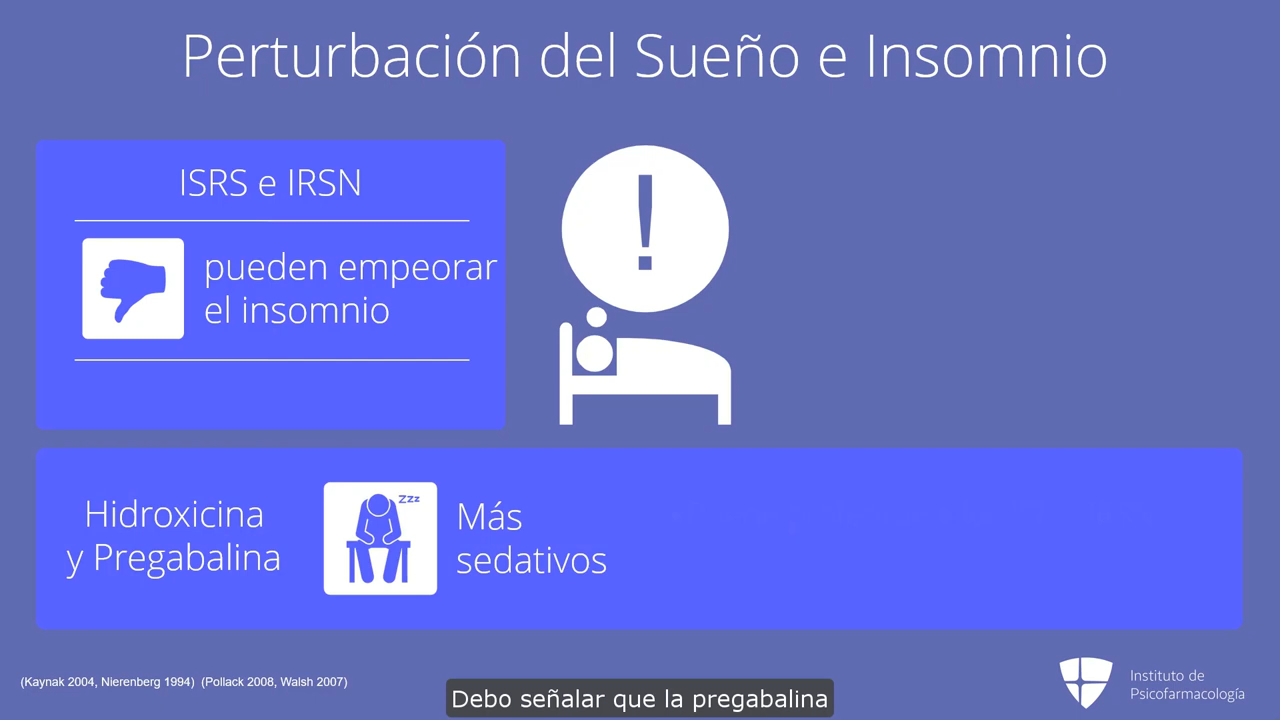 Perturbación del Sueño e Insomnio
ISRS e IRSN
pueden empeorar
el insomnio
!
Hidroxicina
y Pregabalina
zzz
Más
sedativos
(Kaynak 2004, Nierenberg 1994) (Pollack 2008, Walsh 2007)
Debo señalar que la pregabalina
Instituto de
Psicofarmacología